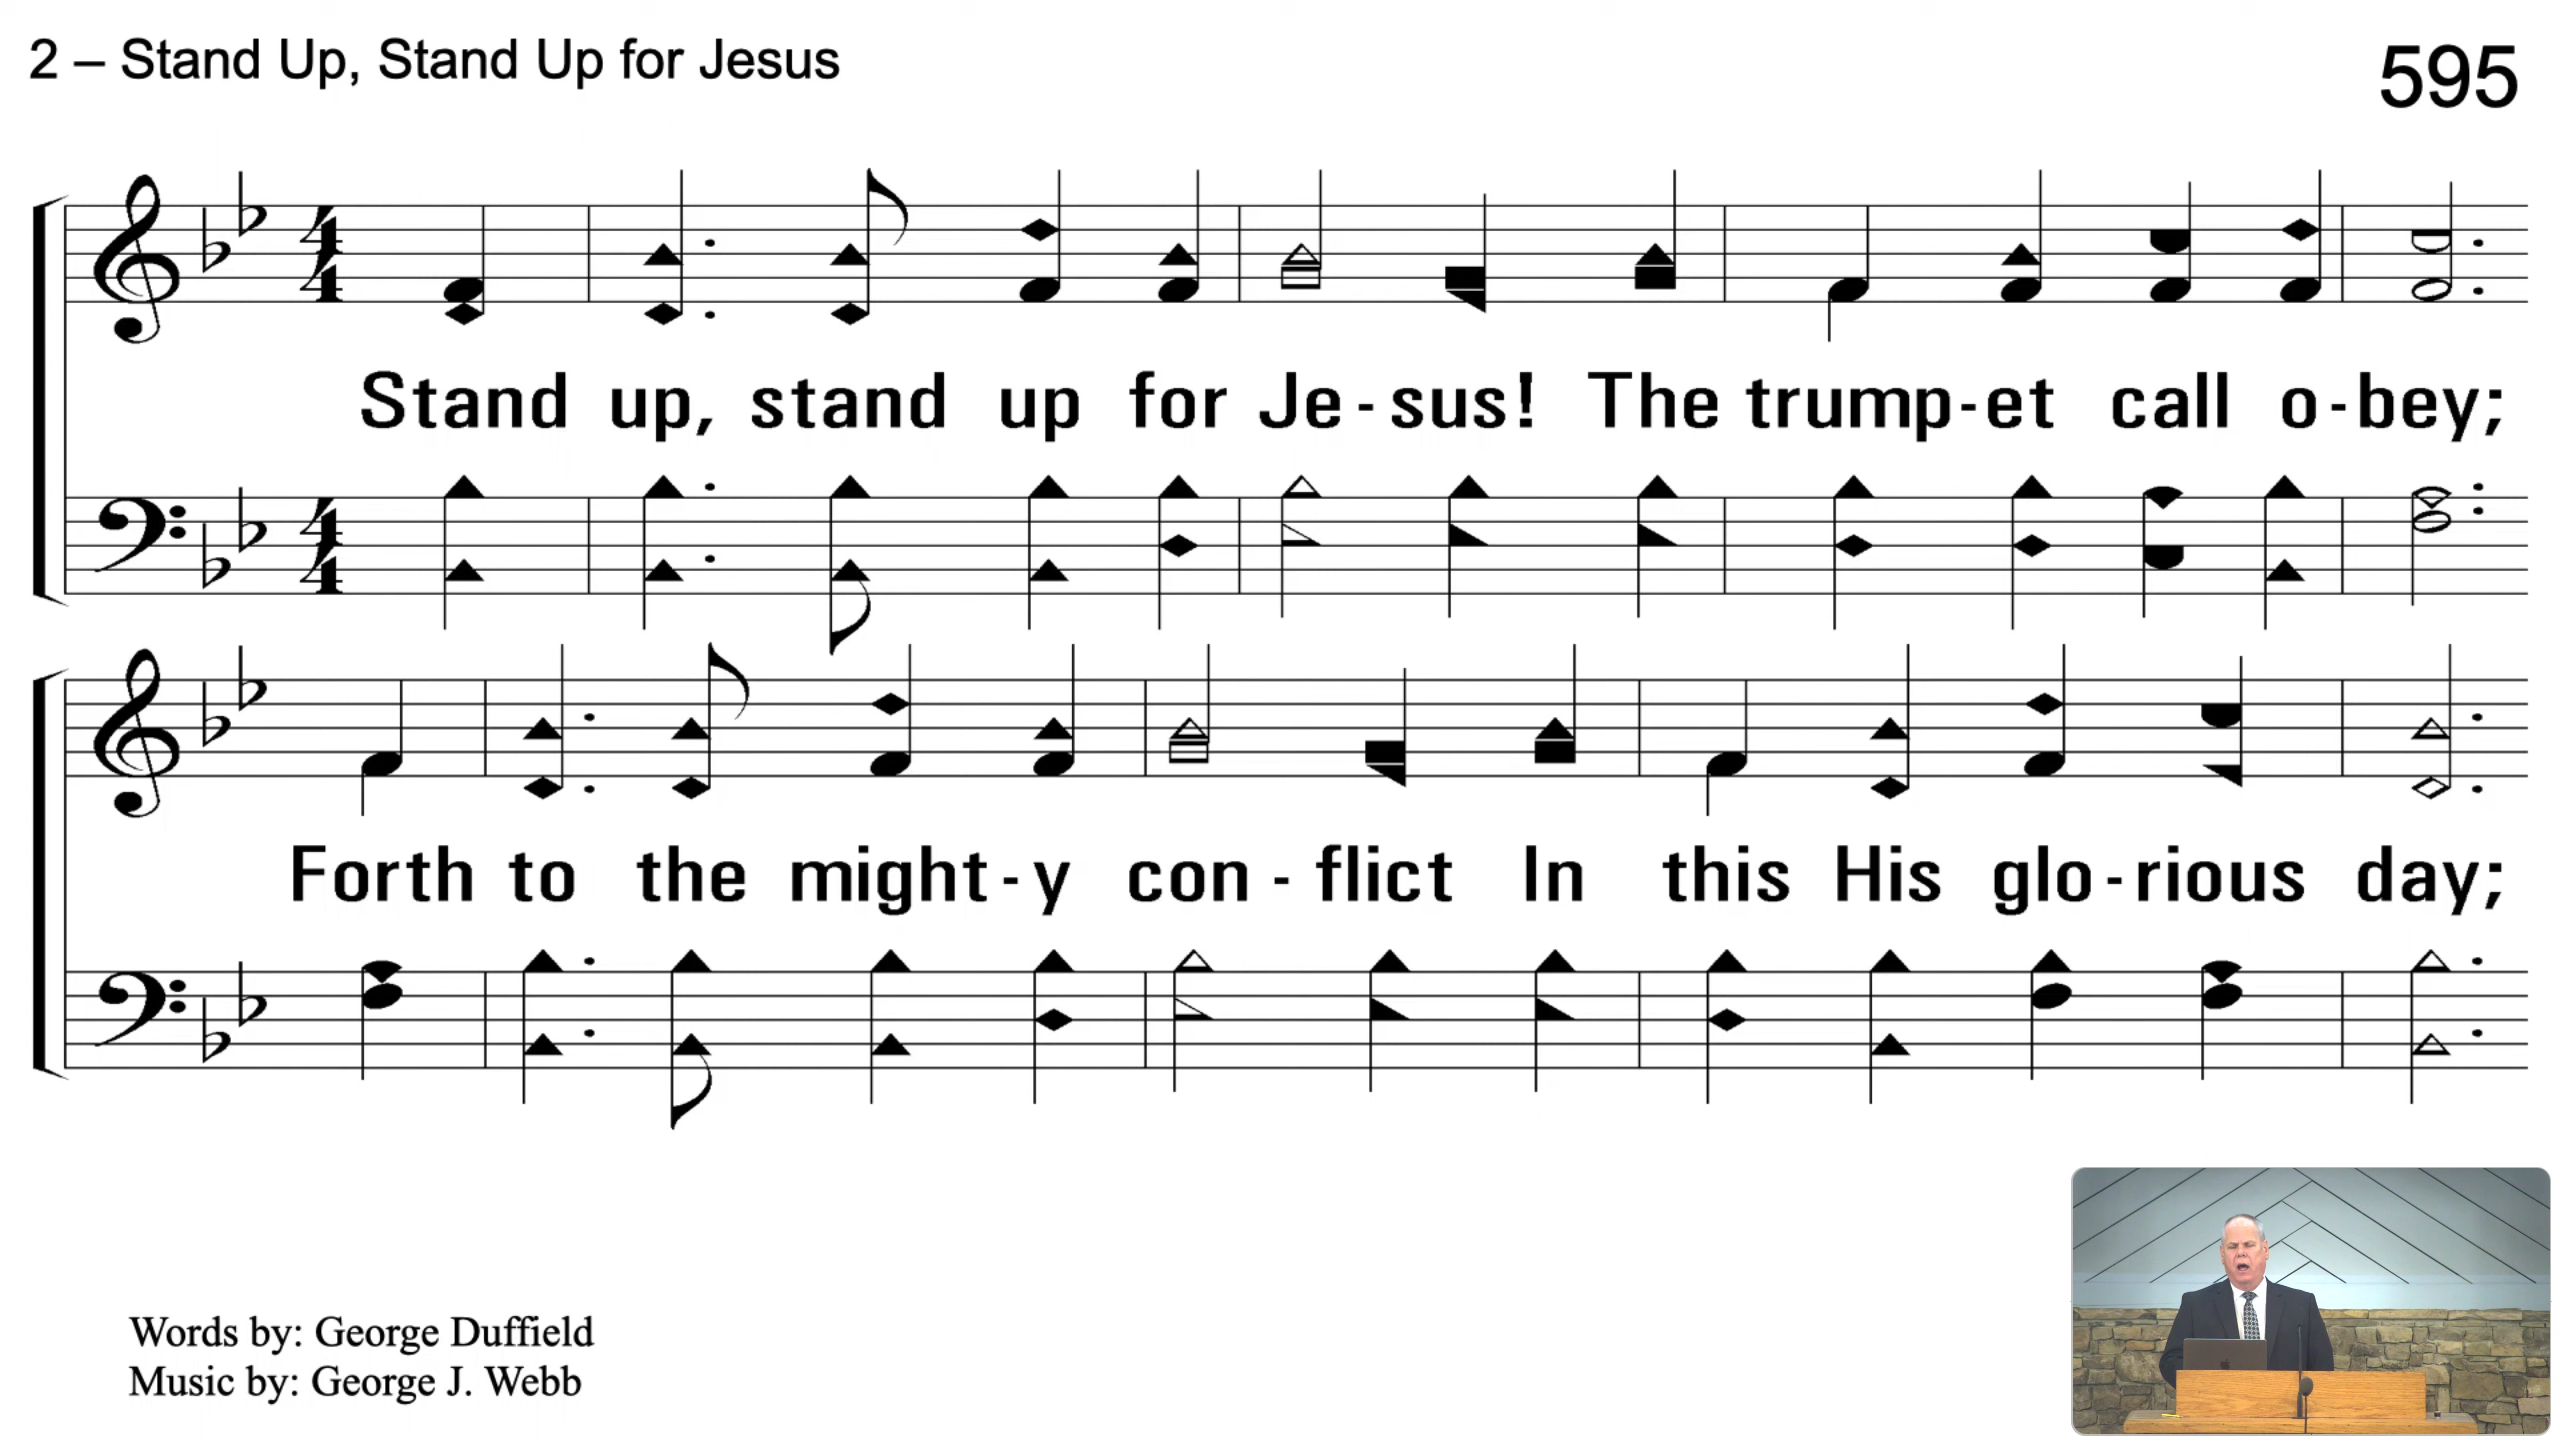 2 – Stand Up, Stand Up for Jesus
595
Stand up, stand up for Je-sus! The trump-et call o-bey;
Forth to the might-y con-flict In this His glo-rious day;
Words by: George Duffield
Music by: George J. Webb